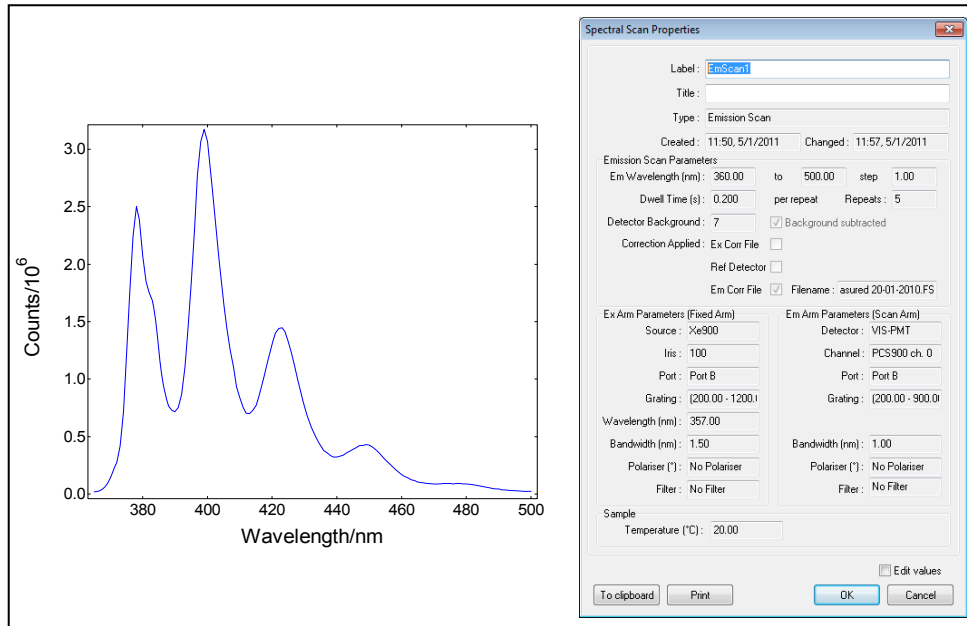 3.0
2.5
2.0
1.5
1.0
0.5
0.0
Counts/10⁶
380 400 420 440 460 480 500
Wavelength/nm
Spectral Scan Properties
Label : EmScan1
Title :
Type : Emission Scan
Created : 11:50, 5/1/2011 Changed : 11:57, 5/1/2011
Emission Scan Parameters
Em Wavelength (nm) : 360.00 to 500.00 step 1.00
Dwell Time (s) : 0.200 per repeat Repeats : 5
Detector Background : 7 Background subtracted
Correction Applied : Ex Corr File
Ref Detector
Em Corr File Filename : asured 20-01-2010.FS
Ex Arm Parameters (Fixed Arm)
Source : Xe900
Iris : 100
Port : Port B
Grating : (200.00 - 1200.(
Wavelength (nm) : 357.00
Bandwidth (nm) : 1.50
Polariser (°) : No Polariser
Filter : No Filter
Em Arm Parameters (Scan Arm)
Detector : VIS-PMT
Channel : PCS900 ch. 0
Port : Port B
Grating : (200.00 - 900.0(
Bandwidth (nm) : 1.00
Polariser (°) : No Polariser
Filter : No Filter
Sample
Temperature (°C) : 20.00
Edit values
To clipboard Print OK Cancel